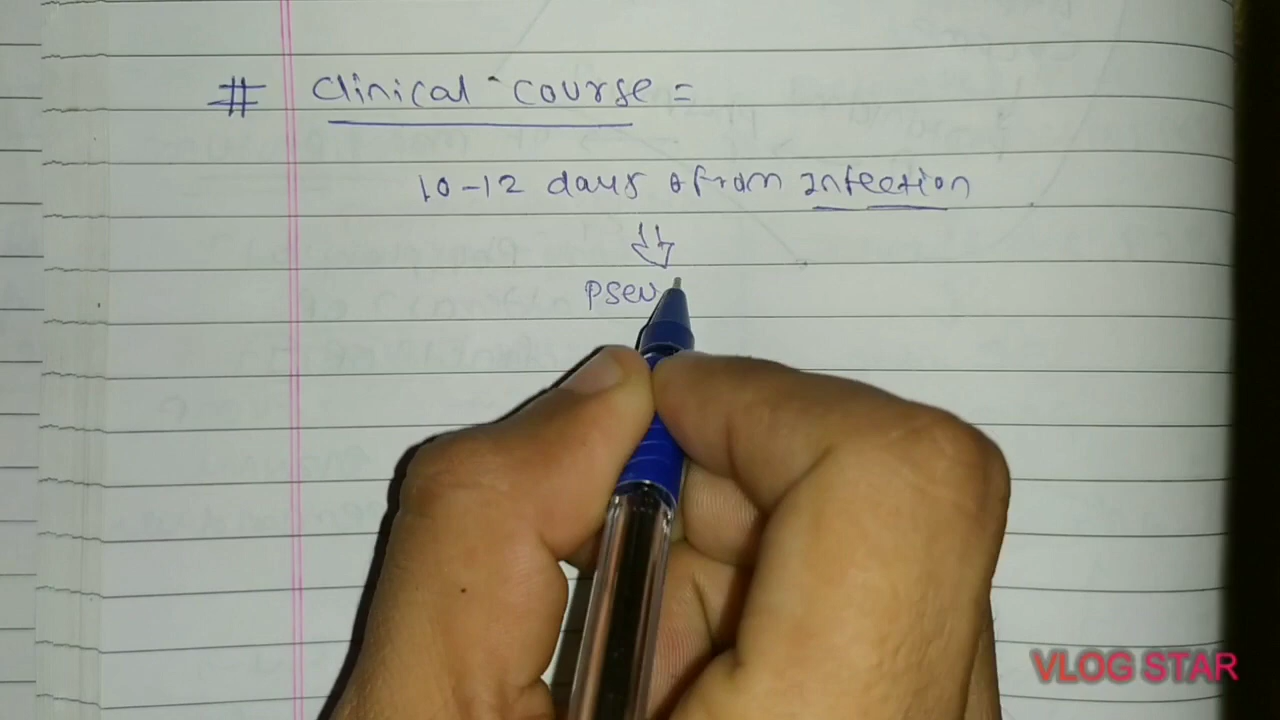 # Clinical course =
10-12 days from infection
pseu
VLOG STAR